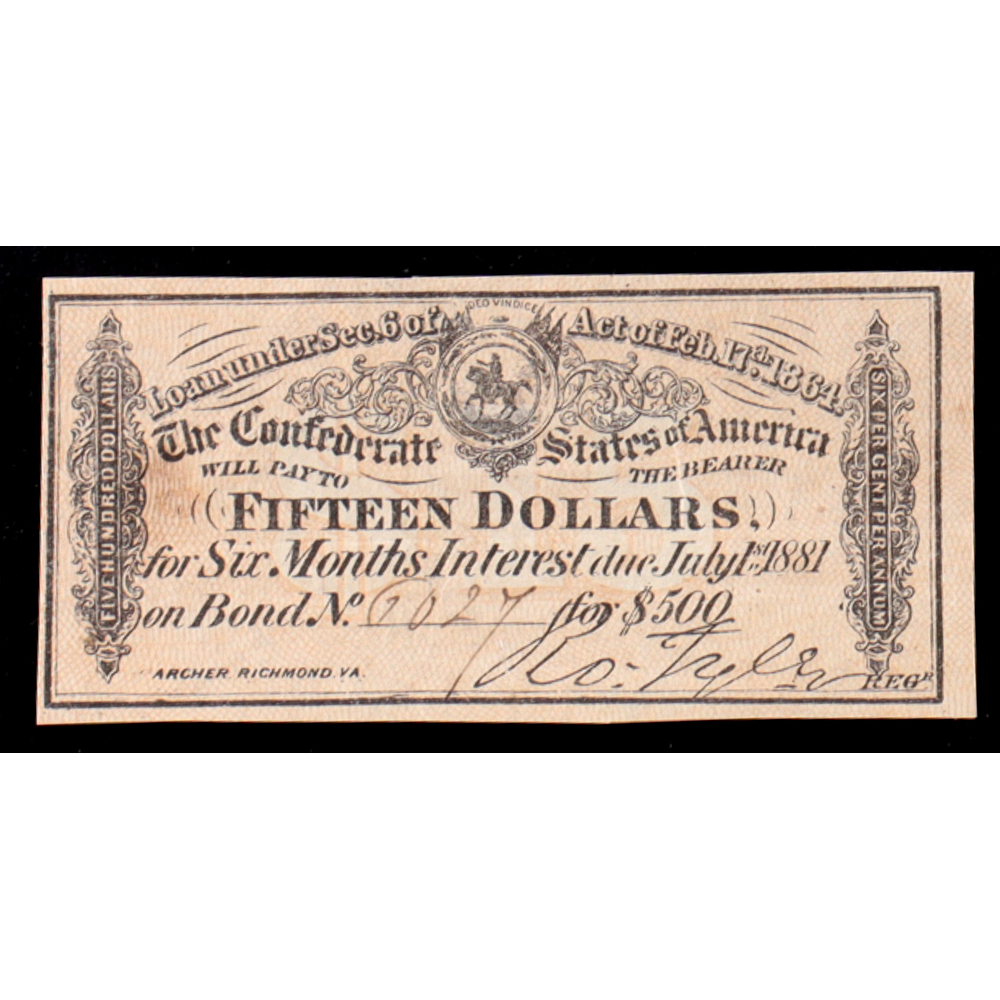 DEO VINDICE
Loan under Sec. 6 of Act of Feb. 17th. 1864.
The Confederate States of America
WILL PAY TO THE BEARER
FIFTEEN DOLLARS,
for Six Months Interest due July 1st 1881
on Bond No. 6027 for $500
Ro. Tyler REGR
ARCHER RICHMOND. VA.
FIVE HUNDRED DOLLARS
SIX PER CENT PER ANNUM